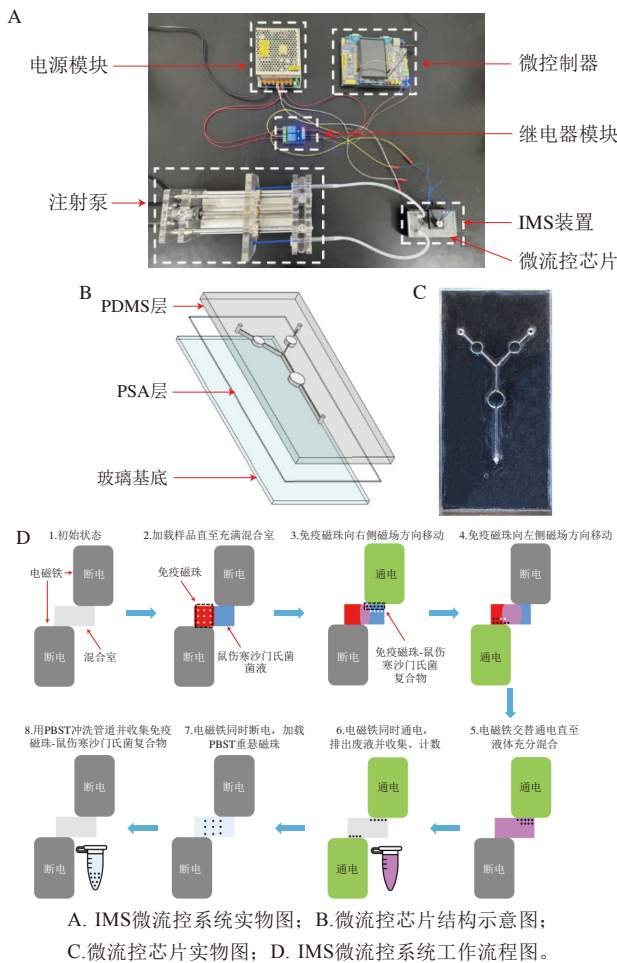 A
电源模块
微控制器
继电器模块
注射泵
IMS装置
微流控芯片
B
PDMS层
PSA层
玻璃基底
C
D
1.初始状态
电磁铁
断电
断电
混合室
2.加载样品直至充满混合室
免疫磁珠
断电
断电
鼠伤寒沙门氏菌
菌液
3.免疫磁珠向右侧磁场方向移动
通电
断电
免疫磁珠-鼠伤
寒沙门氏菌
复合物
4.免疫磁珠向左侧磁场方向移动
断电
通电
8.用PBST冲洗管道并收集免疫
磁珠-鼠伤寒沙门氏菌复合物
断电
断电
7.电磁铁同时断电，加载
PBST重悬磁珠
断电
断电
6.电磁铁同时通电，
排出废液并收集、计数
通电
通电
5.电磁铁交替通电直至
液体充分混合
通电
断电
A. IMS微流控系统实物图；B.微流控芯片结构示意图；
C.微流控芯片实物图；D. IMS微流控系统工作流程图。